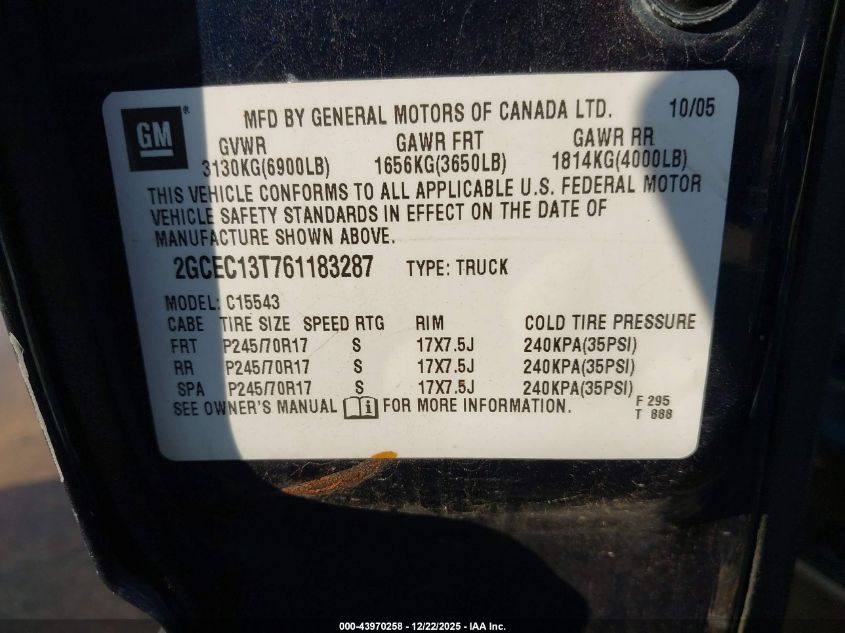 MFD BY GENERAL MOTORS OF CANADA LTD. 10/05
GM ®
GVWR GAWR FRT GAWR RR
3130KG(6900LB) 1656KG(3650LB) 1814KG(4000LB)
THIS VEHICLE CONFORMS TO ALL APPLICABLE U.S. FEDERAL MOTOR
VEHICLE SAFETY STANDARDS IN EFFECT ON THE DATE OF
MANUFACTURE SHOWN ABOVE.
2GCEC13T761183287 TYPE: TRUCK
MODEL: C15543
CABE TIRE SIZE SPEED RTG RIM COLD TIRE PRESSURE
FRT P245/70R17 S 17X7.5J 240KPA(35PSI)
RR P245/70R17 S 17X7.5J 240KPA(35PSI)
SPA P245/70R17 S 17X7.5J 240KPA(35PSI)
SEE OWNER'S MANUAL i FOR MORE INFORMATION. F 295
T 888
000-43970258 - 12/22/2025 - IAA Inc.